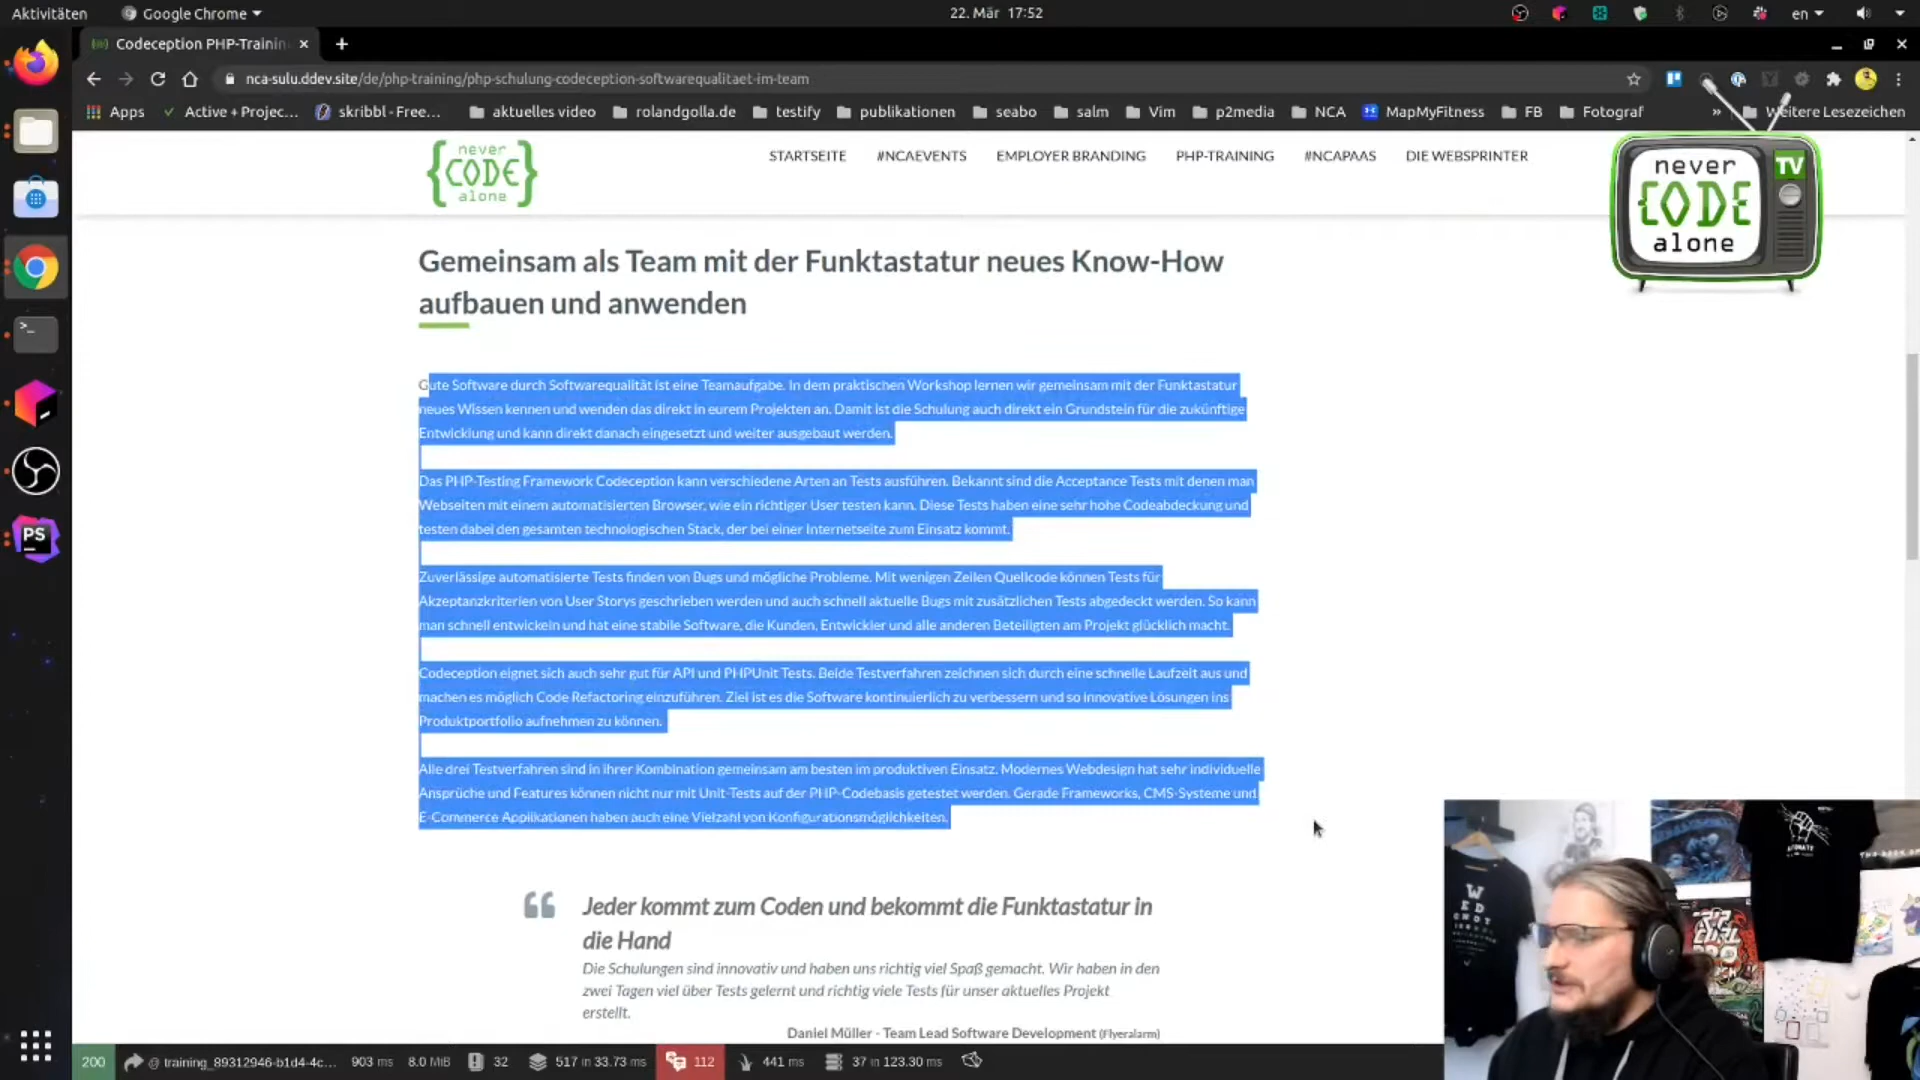 Aktivitäten
Google Chrome
22. Mär 17:52
en
Codeception PHP-Trainin
nca-sulu.ddev.site/de/php-training/php-schulung-codeception-softwarequalitaet-im-team
Apps
Active + Projec...
skribbl - Free...
aktuelles video
rolandgolla.de
testify
publikationen
seabo
salm
Vim
p2media
NCA
MapMyFitness
FB
Fotograf
»
Weitere Lesezeichen
never
{CODE}
alone
STARTSEITE
#NCAEVENTS
EMPLOYER BRANDING
PHP-TRAINING
#NCAPAAS
DIE WEBSPRINTER
never
{CODE}
alone
TV
Gemeinsam als Team mit der Funktastatur neues Know-How
aufbauen und anwenden
Gute Software durch Softwarequalität ist eine Teamaufgabe. In dem praktischen Workshop lernen wir gemeinsam mit der Funktastatur
neues Wissen kennen und wenden das direkt in eurem Projekten an. Damit ist die Schulung auch direkt ein Grundstein für die zukünftige
Entwicklung und kann direkt danach eingesetzt und weiter ausgebaut werden.
Das PHP-Testing Framework Codeception kann verschiedene Arten an Tests ausführen. Bekannt sind die Acceptance Tests mit denen man
Webseiten mit einem automatisierten Browser, wie ein richtiger User testen kann. Diese Tests haben eine sehr hohe Codeabdeckung und
testen dabei den gesamten technologischen Stack, der bei einer Internetseite zum Einsatz kommt.
Zuverlässige automatisierte Tests finden von Bugs und mögliche Probleme. Mit wenigen Zeilen Quellcode können Tests für
Akzeptanzkriterien von User Storys geschrieben werden und auch schnell aktuelle Bugs mit zusätzlichen Tests abgedeckt werden. So kann
man schnell entwickeln und hat eine stabile Software, die Kunden, Entwickler und alle anderen Beteiligten am Projekt glücklich macht.
Codeception eignet sich auch sehr gut für API und PHPUnit Tests. Beide Testverfahren zeichnen sich durch eine schnelle Laufzeit aus und
machen es möglich Code Refactoring einzuführen. Ziel ist es die Software kontinuierlich zu verbessern und so innovative Lösungen ins
Produktportfolio aufnehmen zu können.
Alle drei Testverfahren sind in ihrer Kombination gemeinsam am besten im produktiven Einsatz. Modernes Webdesign hat sehr individuelle
Ansprüche und Features können nicht nur mit Unit-Tests auf der PHP-Codebasis getestet werden. Gerade Frameworks, CMS-Systeme und
E-Commerce Applikationen haben auch eine Vielzahl von Konfigurationsmöglichkeiten.
Jeder kommt zum Coden und bekommt die Funktastatur in
die Hand
Die Schulungen sind innovativ und haben uns richtig viel Spaß gemacht. Wir haben in den
zwei Tagen viel über Tests gelernt und richtig viele Tests für unser aktuelles Projekt
erstellt.
Daniel Müller - Team Lead Software Development (Flyeralarm)
PS
200
@ training_89312946-b1d4-4c...
903 ms
8.0 MiB
32
517 in 33.73 ms
112
441 ms
37 in 123.30 ms